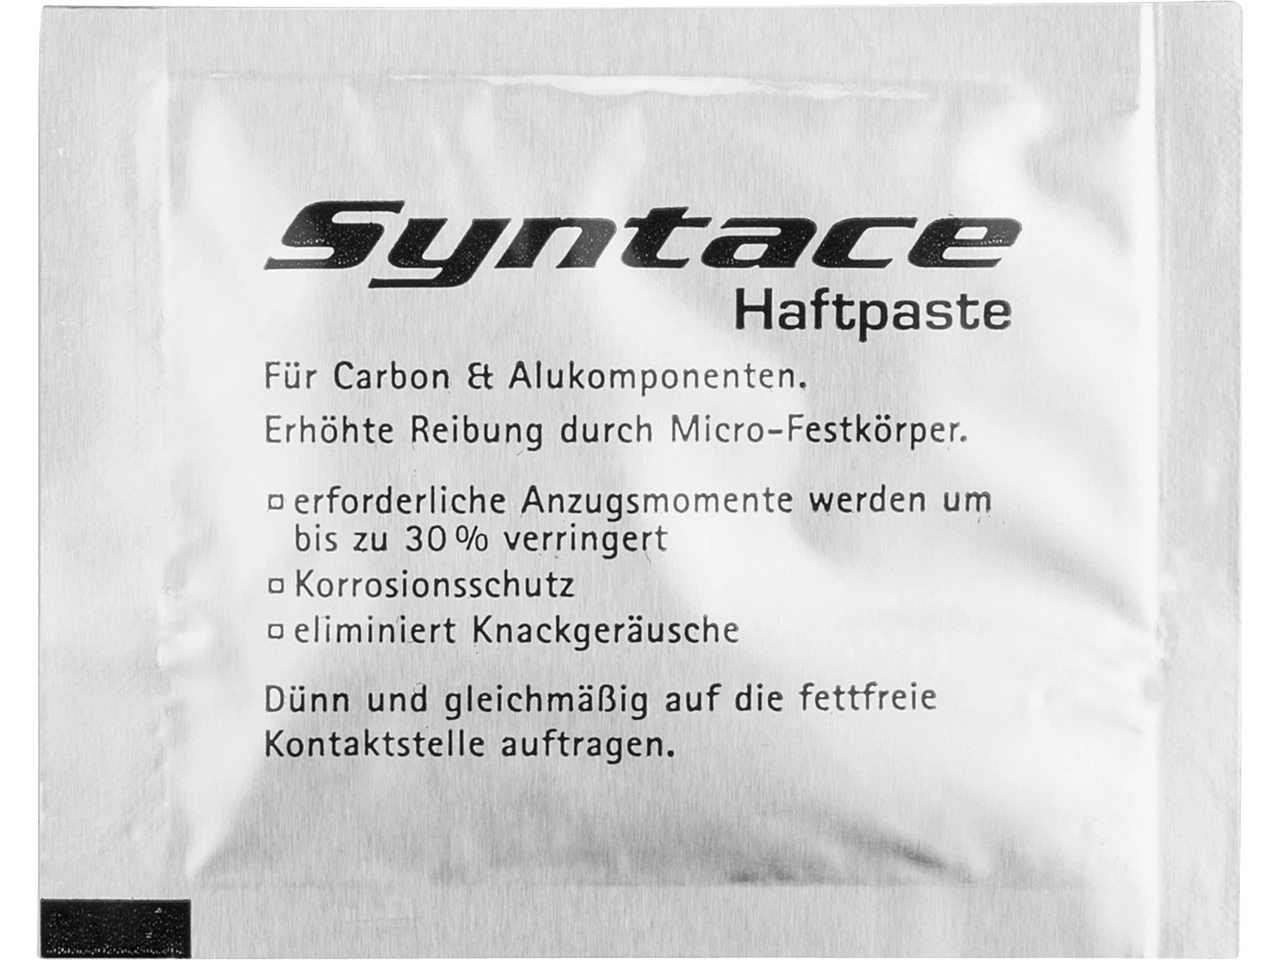 Syntace
Haftpaste
Für Carbon & Alukomponenten.
Erhöhte Reibung durch Micro-Festkörper.
▫ erforderliche Anzugsmomente werden um
bis zu 30 % verringert
▫ Korrosionsschutz
▫ eliminiert Knackgeräusche
Dünn und gleichmäßig auf die fettfreie
Kontaktstelle auftragen.